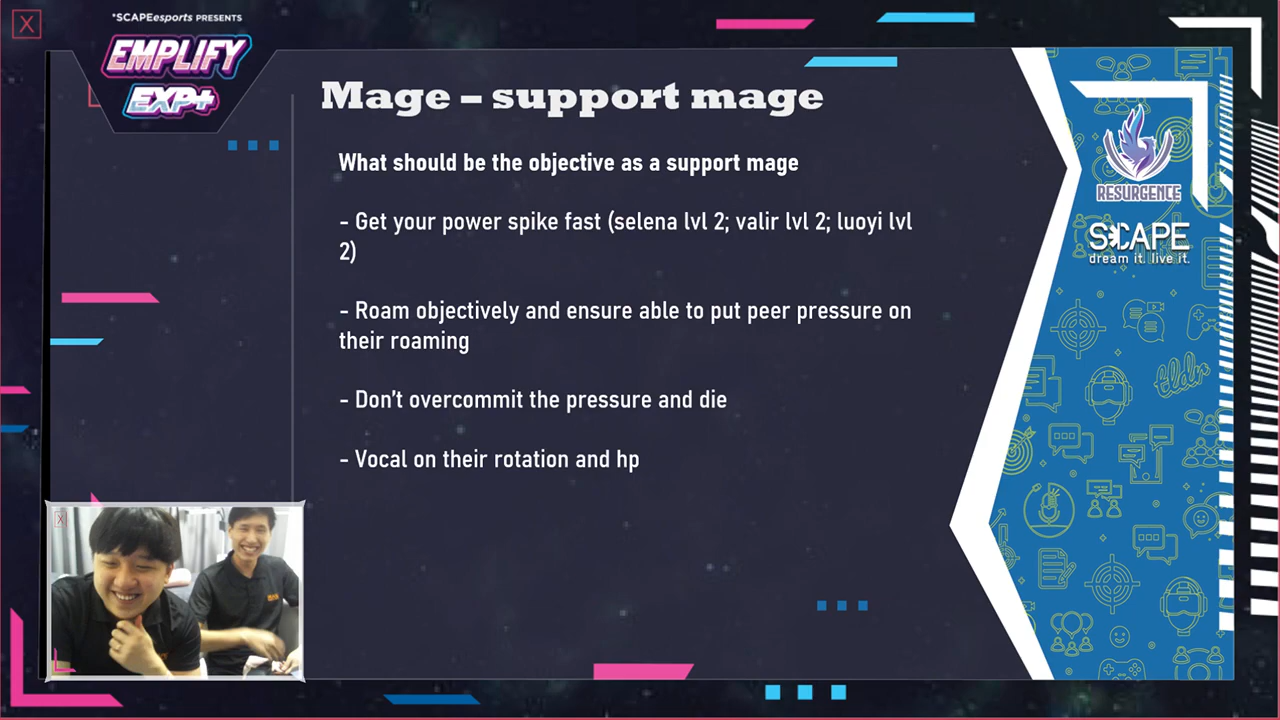 *SCAPEesports PRESENTS
EMPLIFY
EXP+
Mage – support mage
What should be the objective as a support mage
- Get your power spike fast (selena lvl 2; valir lvl 2; luoyi lvl
2)
- Roam objectively and ensure able to put peer pressure on
their roaming
- Don't overcommit the pressure and die
- Vocal on their rotation and hp
RESURGENCE
S*CAPE
dream it. live it.
tldr